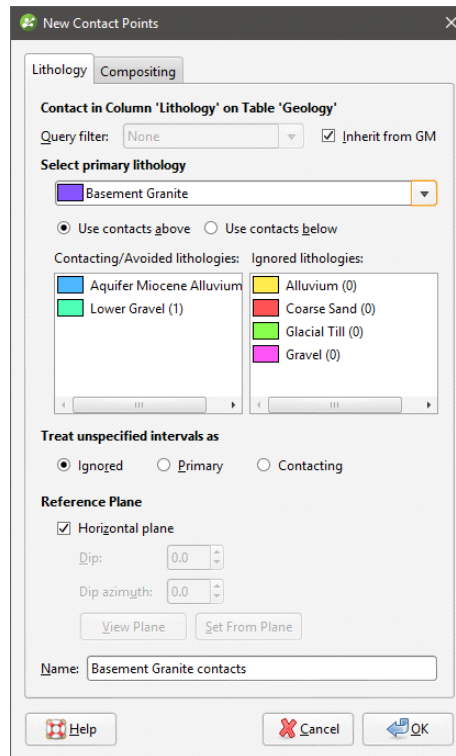 New Contact Points
Lithology Compositing
Contact in Column 'Lithology' on Table 'Geology'
Query filter: None Inherit from GM
Select primary lithology
Basement Granite
Use contacts above Use contacts below
Contacting/Avoided lithologies: Ignored lithologies:
Aquifer Miocene Alluvium Alluvium (0)
Lower Gravel (1) Coarse Sand (0)
Glacial Till (0)
Gravel (0)
Treat unspecified intervals as
Ignored Primary Contacting
Reference Plane
Horizontal plane
Dip: 0.0
Dip azimuth: 0.0
View Plane Set From Plane
Name: Basement Granite contacts
Help Cancel OK